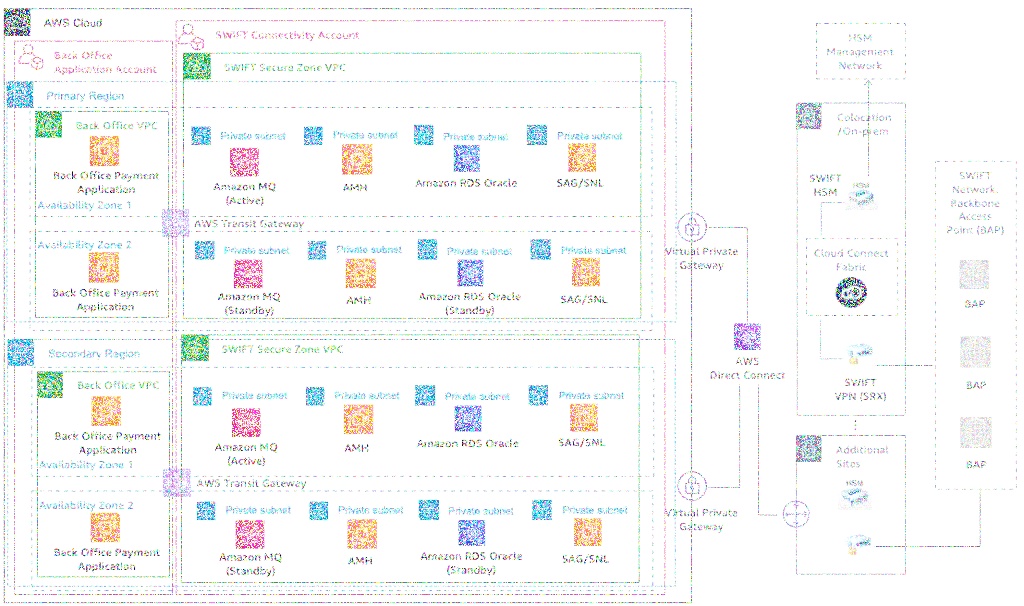 AWS Cloud
SWIFT Connectivity Account
Back Office
Application Account
SWIFT Secure Zone VPC
Primary Region
Back Office VPC
Back Office Payment
Application
Availability Zone 1
Private subnet
Private subnet
Private subnet
Private subnet
Amazon MQ
(Active)
AMH
Amazon RDS Oracle
SAG/SNL
AWS Transit Gateway
Availability Zone 2
Back Office Payment
Application
Private subnet
Private subnet
Private subnet
Private subnet
Amazon MQ
(Standby)
AMH
Amazon RDS Oracle
(Standby)
SAG/SNL
Secondary Region
SWIFT Secure Zone VPC
Back Office VPC
Back Office Payment
Application
Availability Zone 1
Private subnet
Private subnet
Private subnet
Private subnet
Amazon MQ
(Active)
AMH
Amazon RDS Oracle
SAG/SNL
AWS Transit Gateway
Availability Zone 2
Back Office Payment
Application
Private subnet
Private subnet
Private subnet
Private subnet
Amazon MQ
(Standby)
AMH
Amazon RDS Oracle
(Standby)
SAG/SNL
Virtual Private
Gateway
AWS
Direct Connect
Virtual Private
Gateway
HSM
Management
Network
Colocation
/On-prem
SWIFT
HSM
HSM
Cloud Connect
Fabric
SWIFT
VPN (SRX)
Additional
Sites
HSM
SWIFT
Network,
Backbone
Access
Point (BAP)
BAP
BAP
BAP